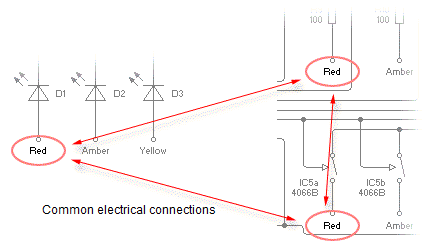 100
100
Red
Amber
D1
D2
D3
Red
Amber
Yellow
IC5a
4066B
IC5b
4066B
Common electrical connections
Red
Amber